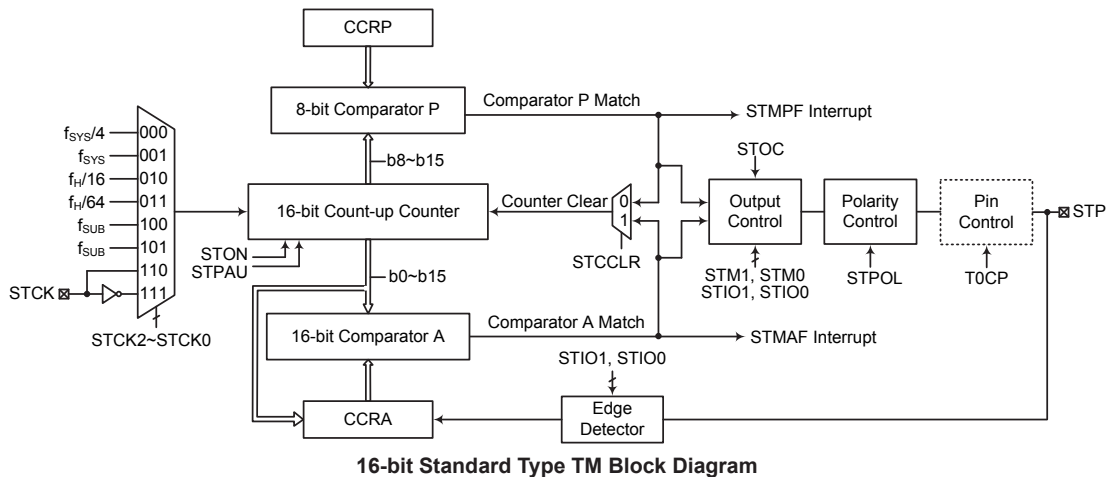 CCRP
8-bit Comparator P
Comparator P Match
STMPF Interrupt
fSYS/4
000
fSYS
001
fH/16
010
fH/64
011
fSUB
100
fSUB
101
110
111
STCK
STCK2~STCK0
b8~b15
16-bit Count-up Counter
STON
STPAU
b0~b15
Counter Clear
0
1
STCCLR
STOC
Output
Control
STM1, STM0
STIO1, STIO0
Polarity
Control
STPOL
Pin
Control
T0CP
STP
16-bit Comparator A
Comparator A Match
STMAF Interrupt
STIO1, STIO0
Edge
Detector
CCRA
16-bit Standard Type TM Block Diagram